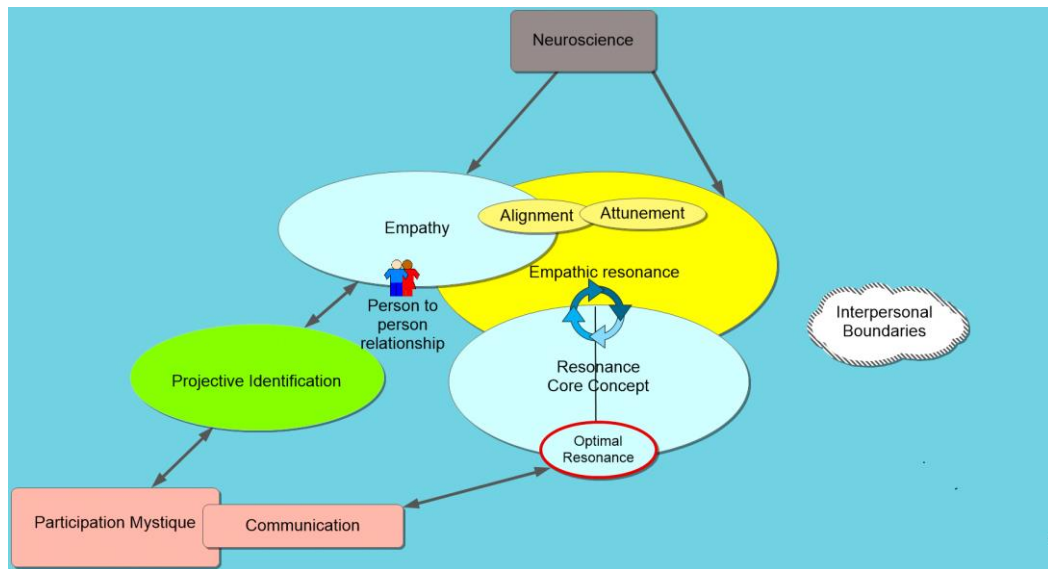 Neuroscience
Empathy
Alignment
Attunement
Empathic resonance
Person to
person
relationship
Interpersonal
Boundaries
Projective Identification
Resonance
Core Concept
Optimal
Resonance
Participation Mystique
Communication